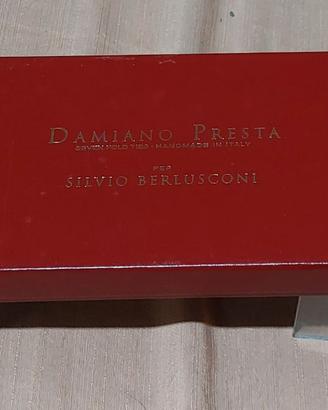 DAMIANO PRESTA
SEVEN FOLD TIES - HANDMADE IN ITALY
PER
SILVIO BERLUSCONI